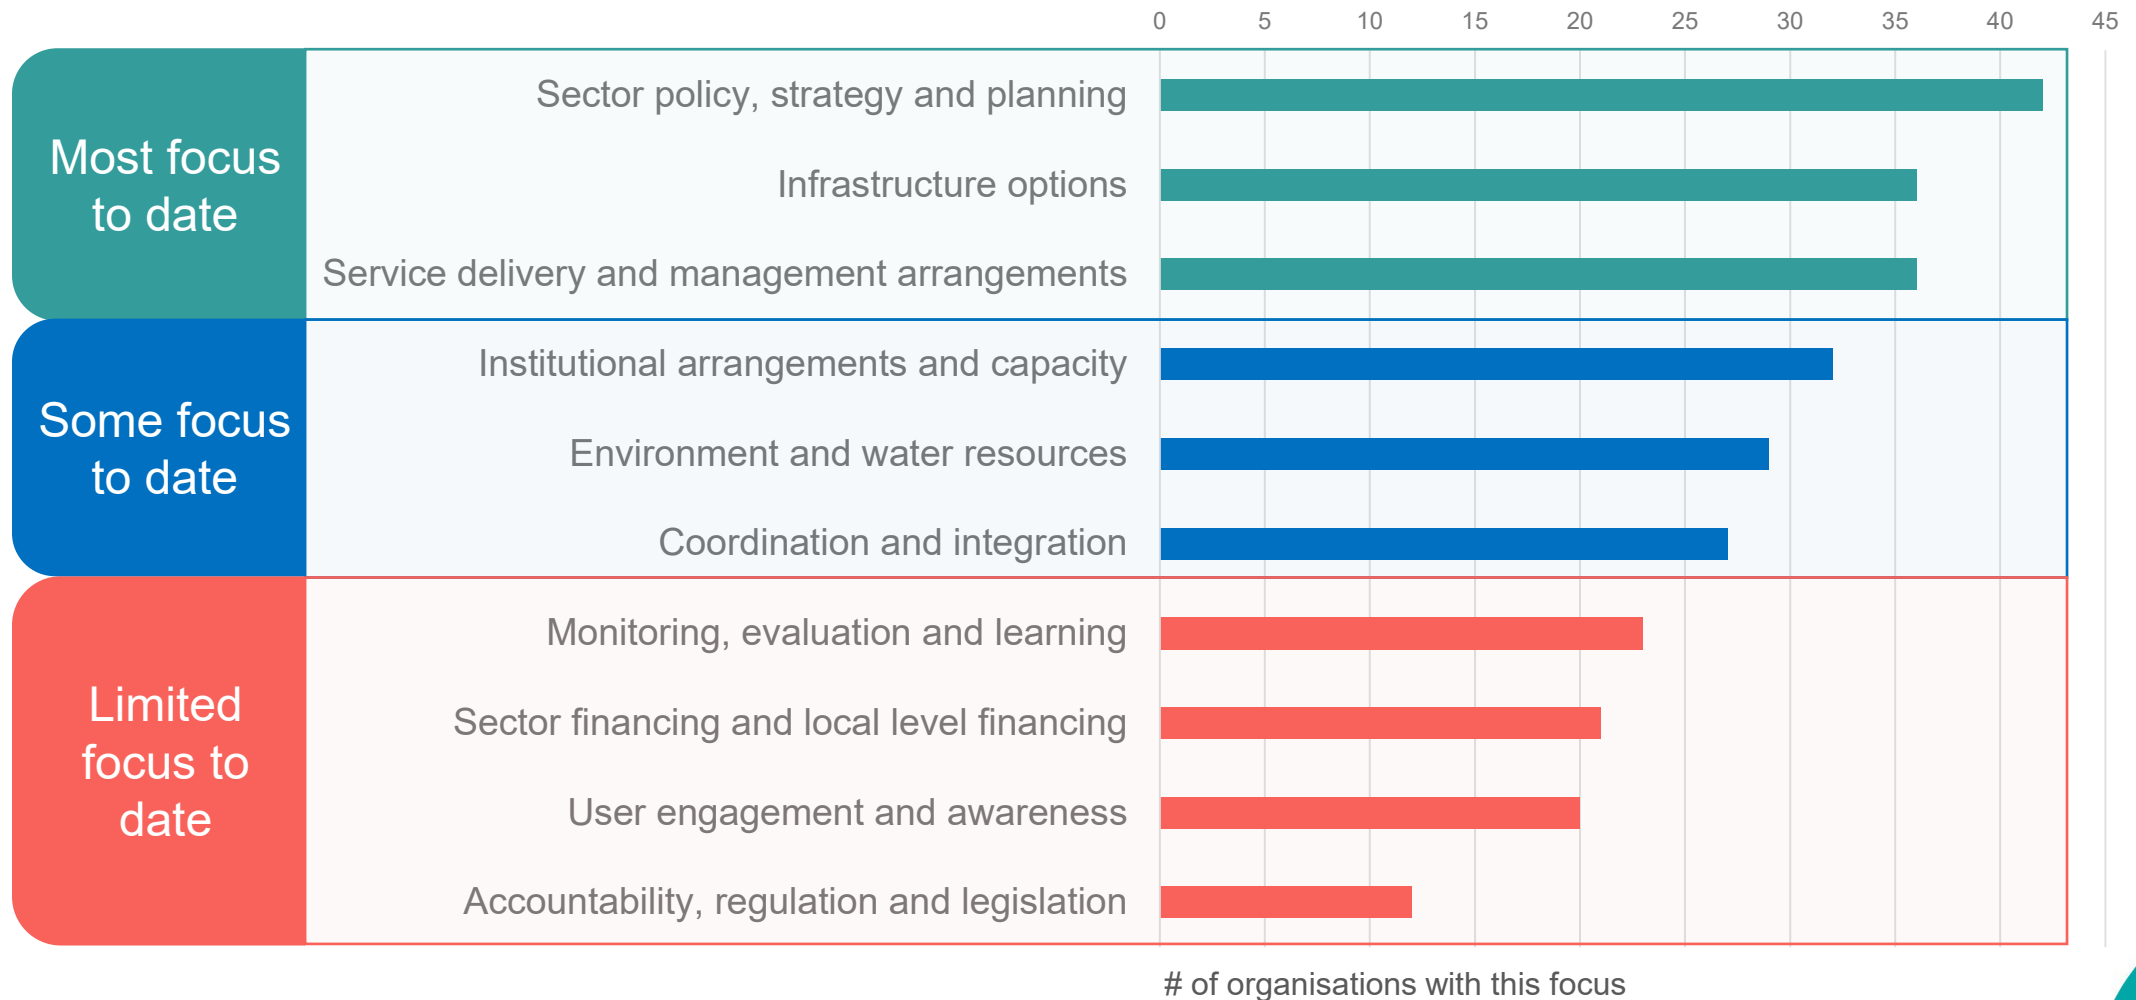 0 5 10 15 20 25 30 35 40 45
Most focus
to date
Sector policy, strategy and planning
Infrastructure options
Service delivery and management arrangements
Some focus
to date
Institutional arrangements and capacity
Environment and water resources
Coordination and integration
Limited
focus to
date
Monitoring, evaluation and learning
Sector financing and local level financing
User engagement and awareness
Accountability, regulation and legislation
# of organisations with this focus